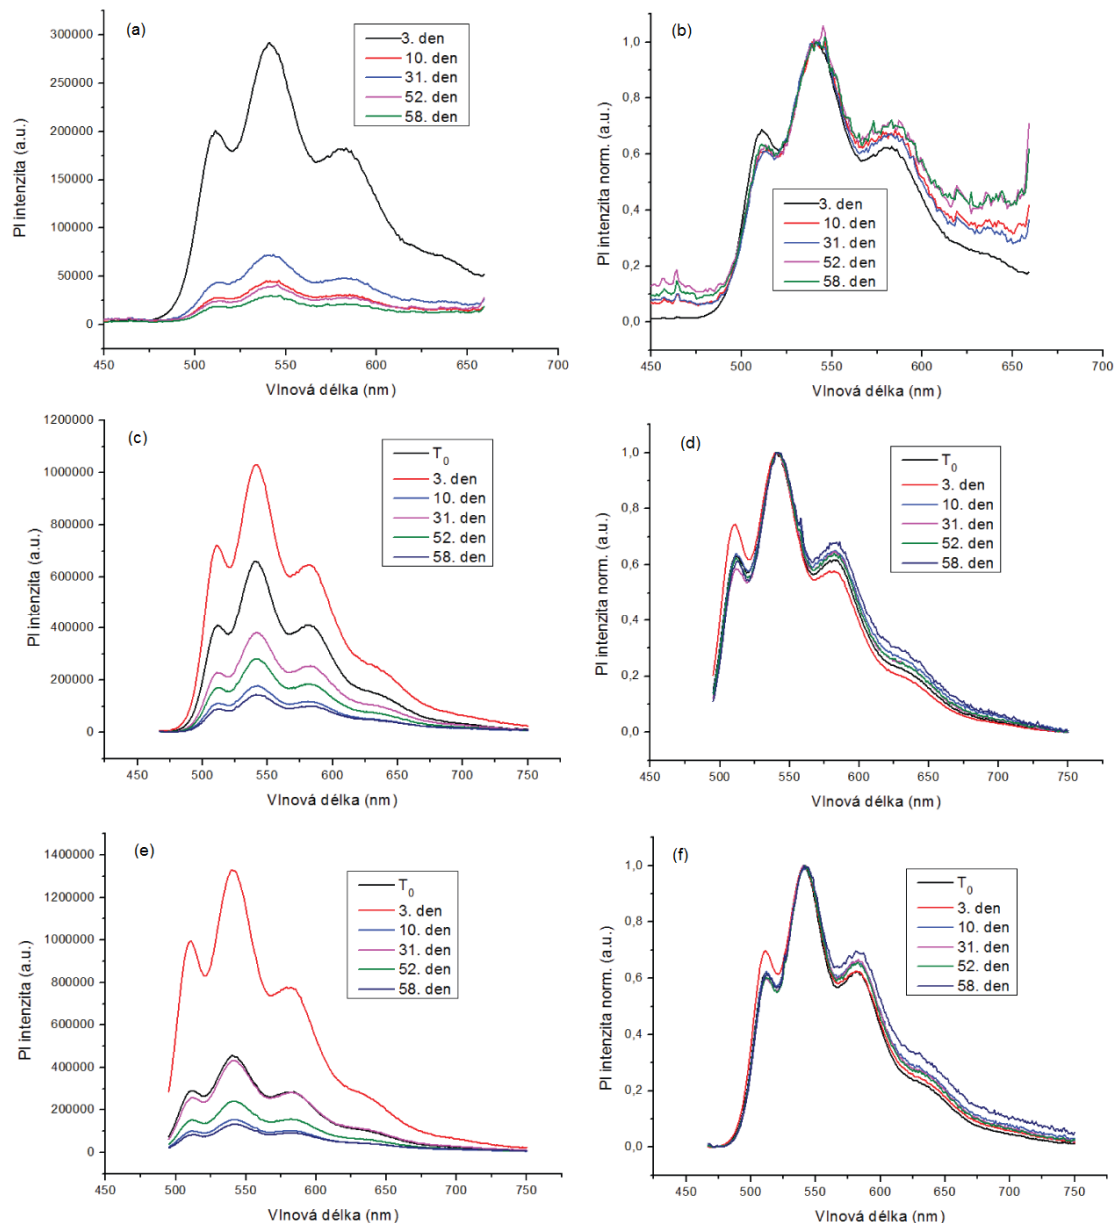 (a)
PI intenzita (a.u.)
350000
300000
250000
200000
150000
100000
50000
0
3. den
10. den
31. den
52. den
58. den
450 500 550 600 650 700
Vlnová délka (nm)
(b)
PI intenzita norm. (a.u.)
1,0
0,8
0,6
0,4
0,2
0,0
3. den
10. den
31. den
52. den
58. den
450 500 550 600 650 700
Vlnová délka (nm)
(c)
PI intenzita (a.u.)
1200000
1000000
800000
600000
400000
200000
0
T0
3. den
10. den
31. den
52. den
58. den
450 500 550 600 650 700 750
Vlnová délka (nm)
(d)
PI intenzita norm. (a.u.)
1,0
0,8
0,6
0,4
0,2
0,0
T0
3. den
10. den
31. den
52. den
58. den
450 500 550 600 650 700 750
Vlnová délka (nm)
(e)
PI intenzita (a.u.)
1400000
1200000
1000000
800000
600000
400000
200000
0
T0
3. den
10. den
31. den
52. den
58. den
450 500 550 600 650 700 750
Vlnová délka (nm)
(f)
PI intenzita norm. (a.u.)
1,0
0,8
0,6
0,4
0,2
0,0
T0
3. den
10. den
31. den
52. den
58. den
450 500 550 600 650 700 750
Vlnová délka (nm)